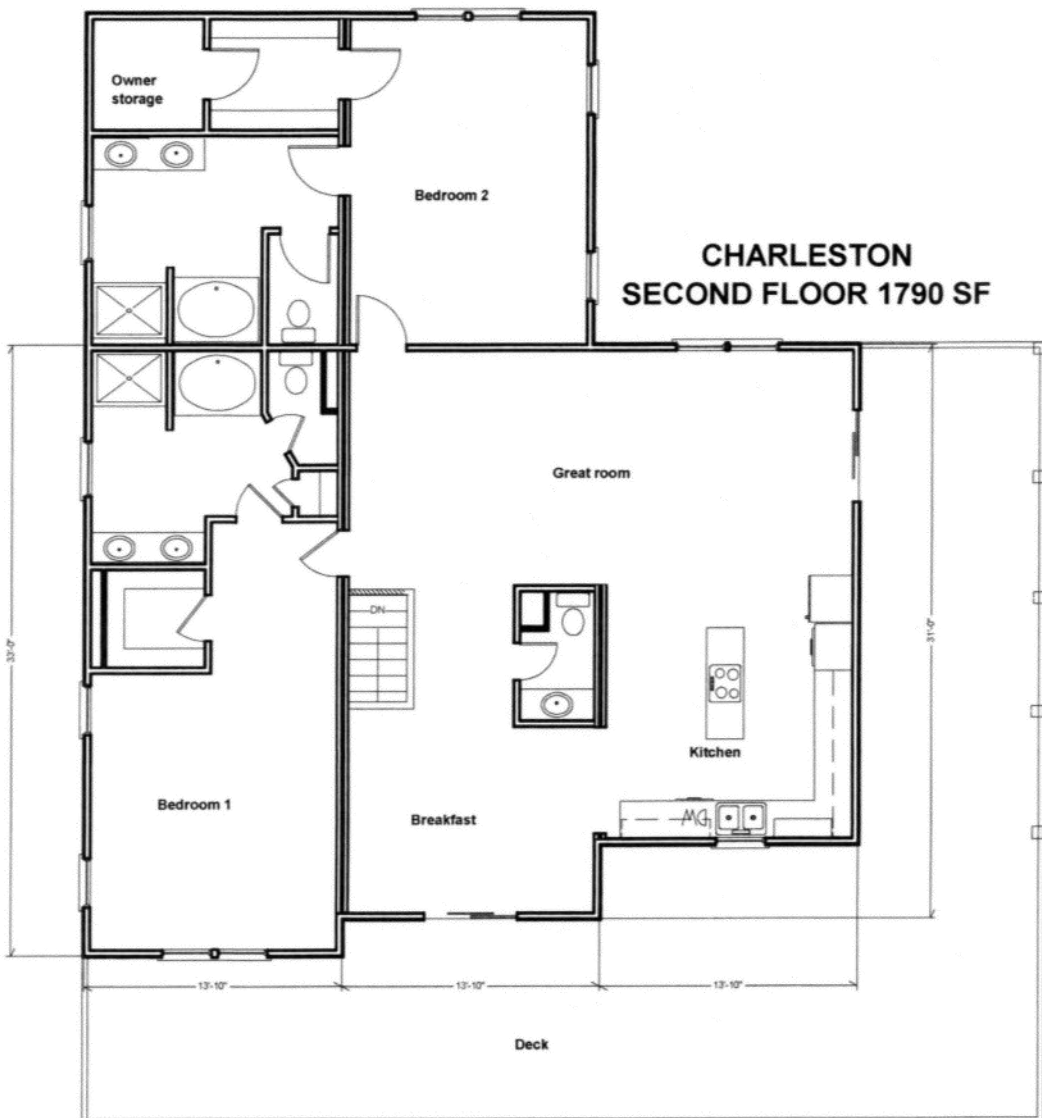 Owner
storage
Bedroom 2
CHARLESTON
SECOND FLOOR 1790 SF
Great room
DN
33'-0"
31'-0"
Kitchen
Bedroom 1
Breakfast
DW
13'-10"
13'-10"
13'-10"
Deck